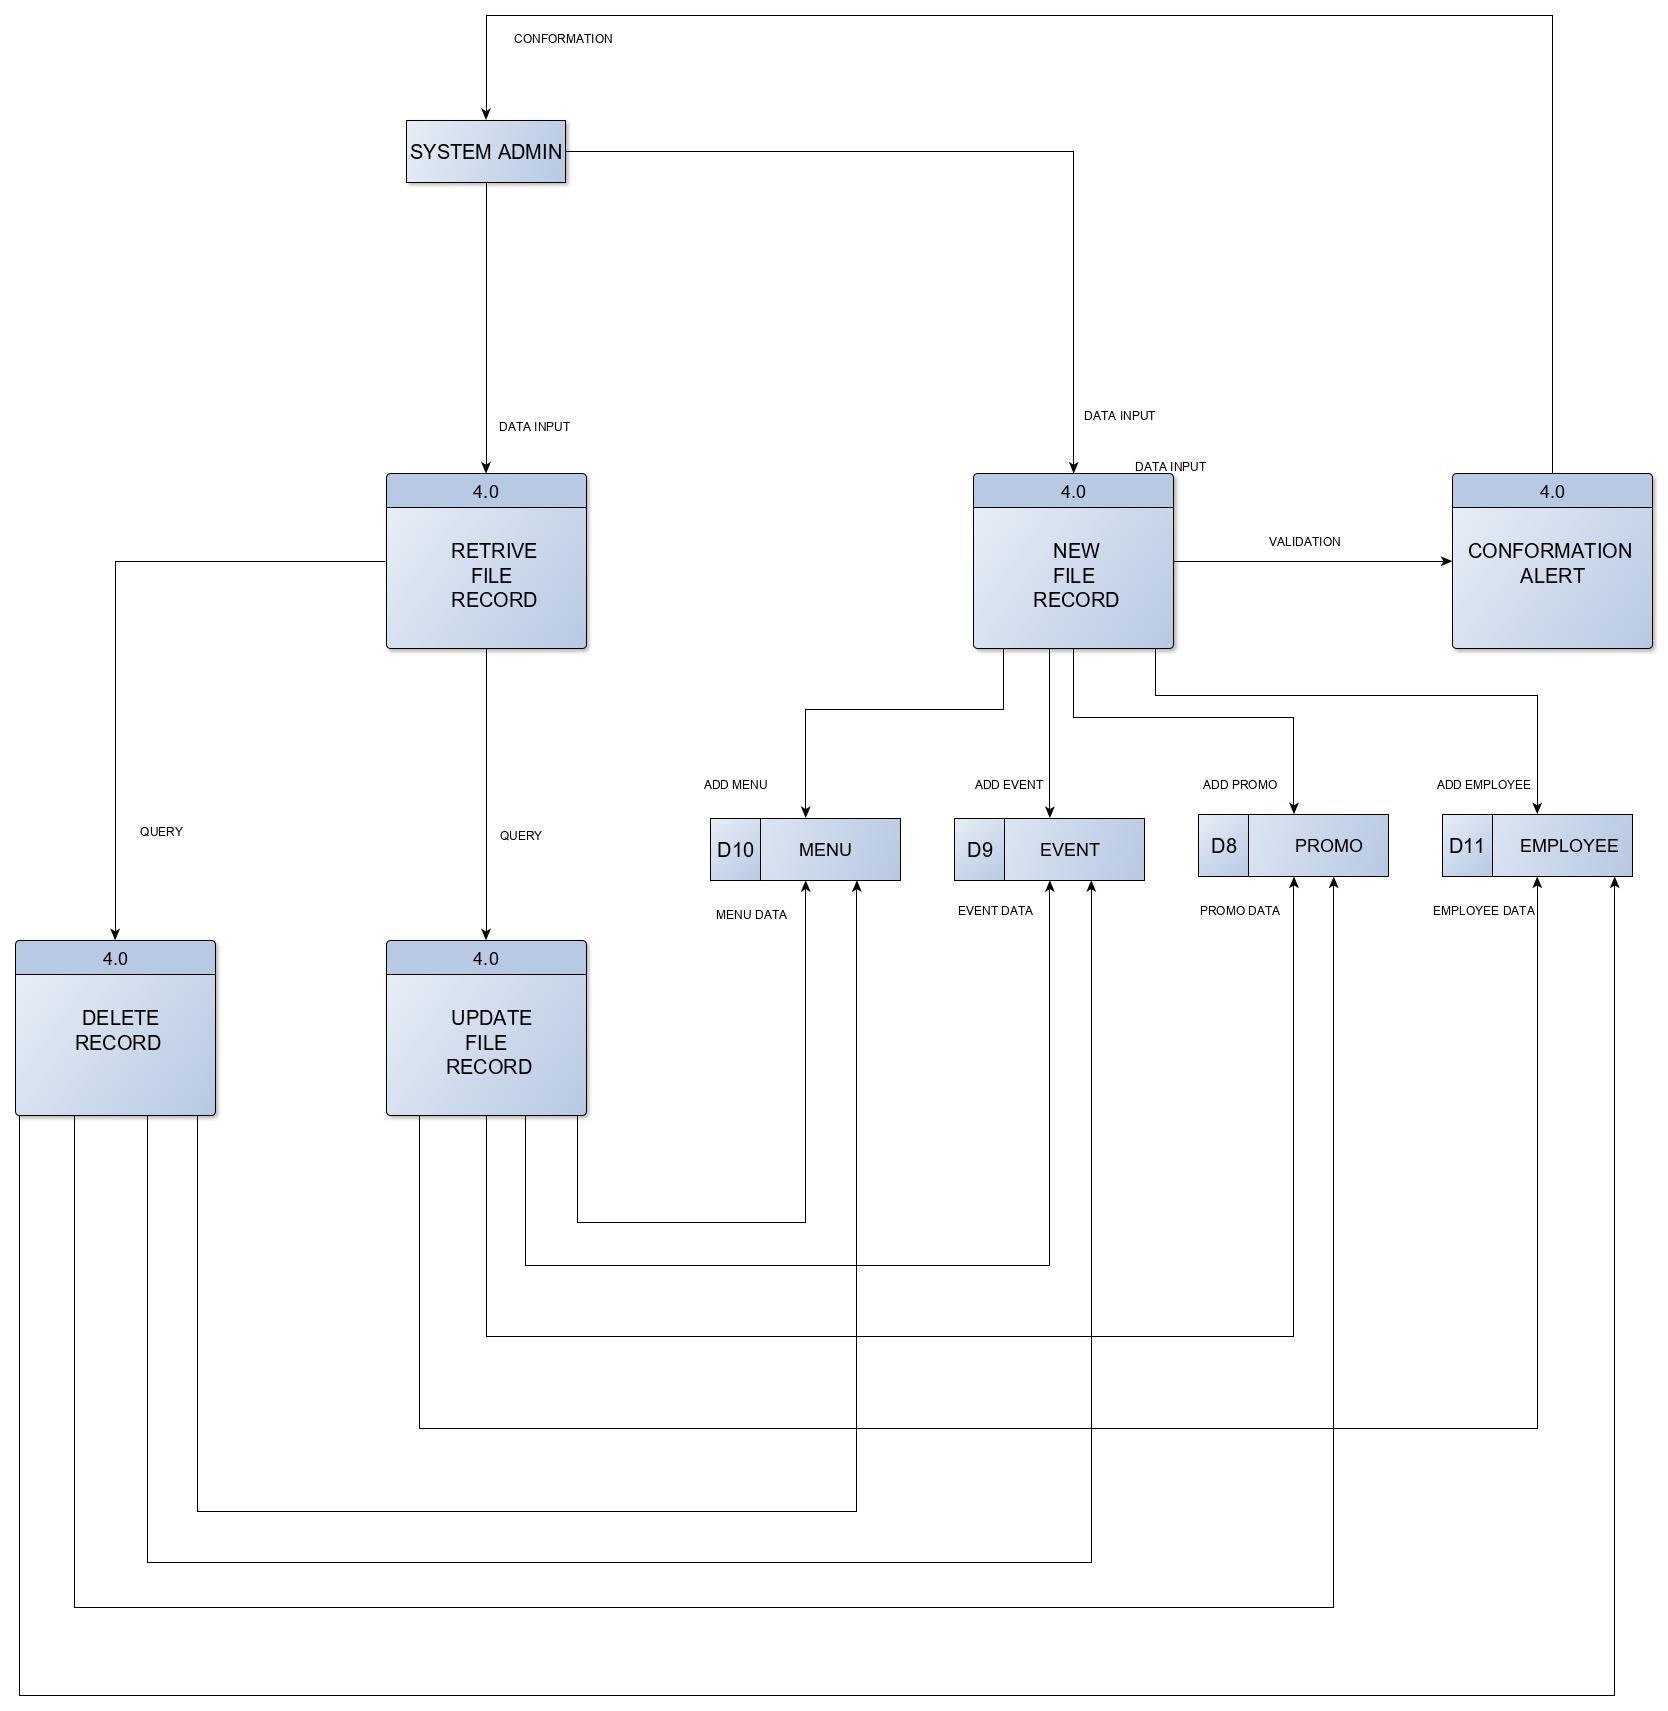 CONFORMATION
SYSTEM ADMIN
DATA INPUT
DATA INPUT
DATA INPUT
4.0
RETRIVE
FILE
RECORD
4.0
NEW
FILE
RECORD
VALIDATION
4.0
CONFORMATION
ALERT
QUERY
QUERY
ADD MENU
ADD EVENT
ADD PROMO
ADD EMPLOYEE
D10 MENU
D9 EVENT
D8 PROMO
D11 EMPLOYEE
MENU DATA
EVENT DATA
PROMO DATA
EMPLOYEE DATA
4.0
DELETE
RECORD
4.0
UPDATE
FILE
RECORD